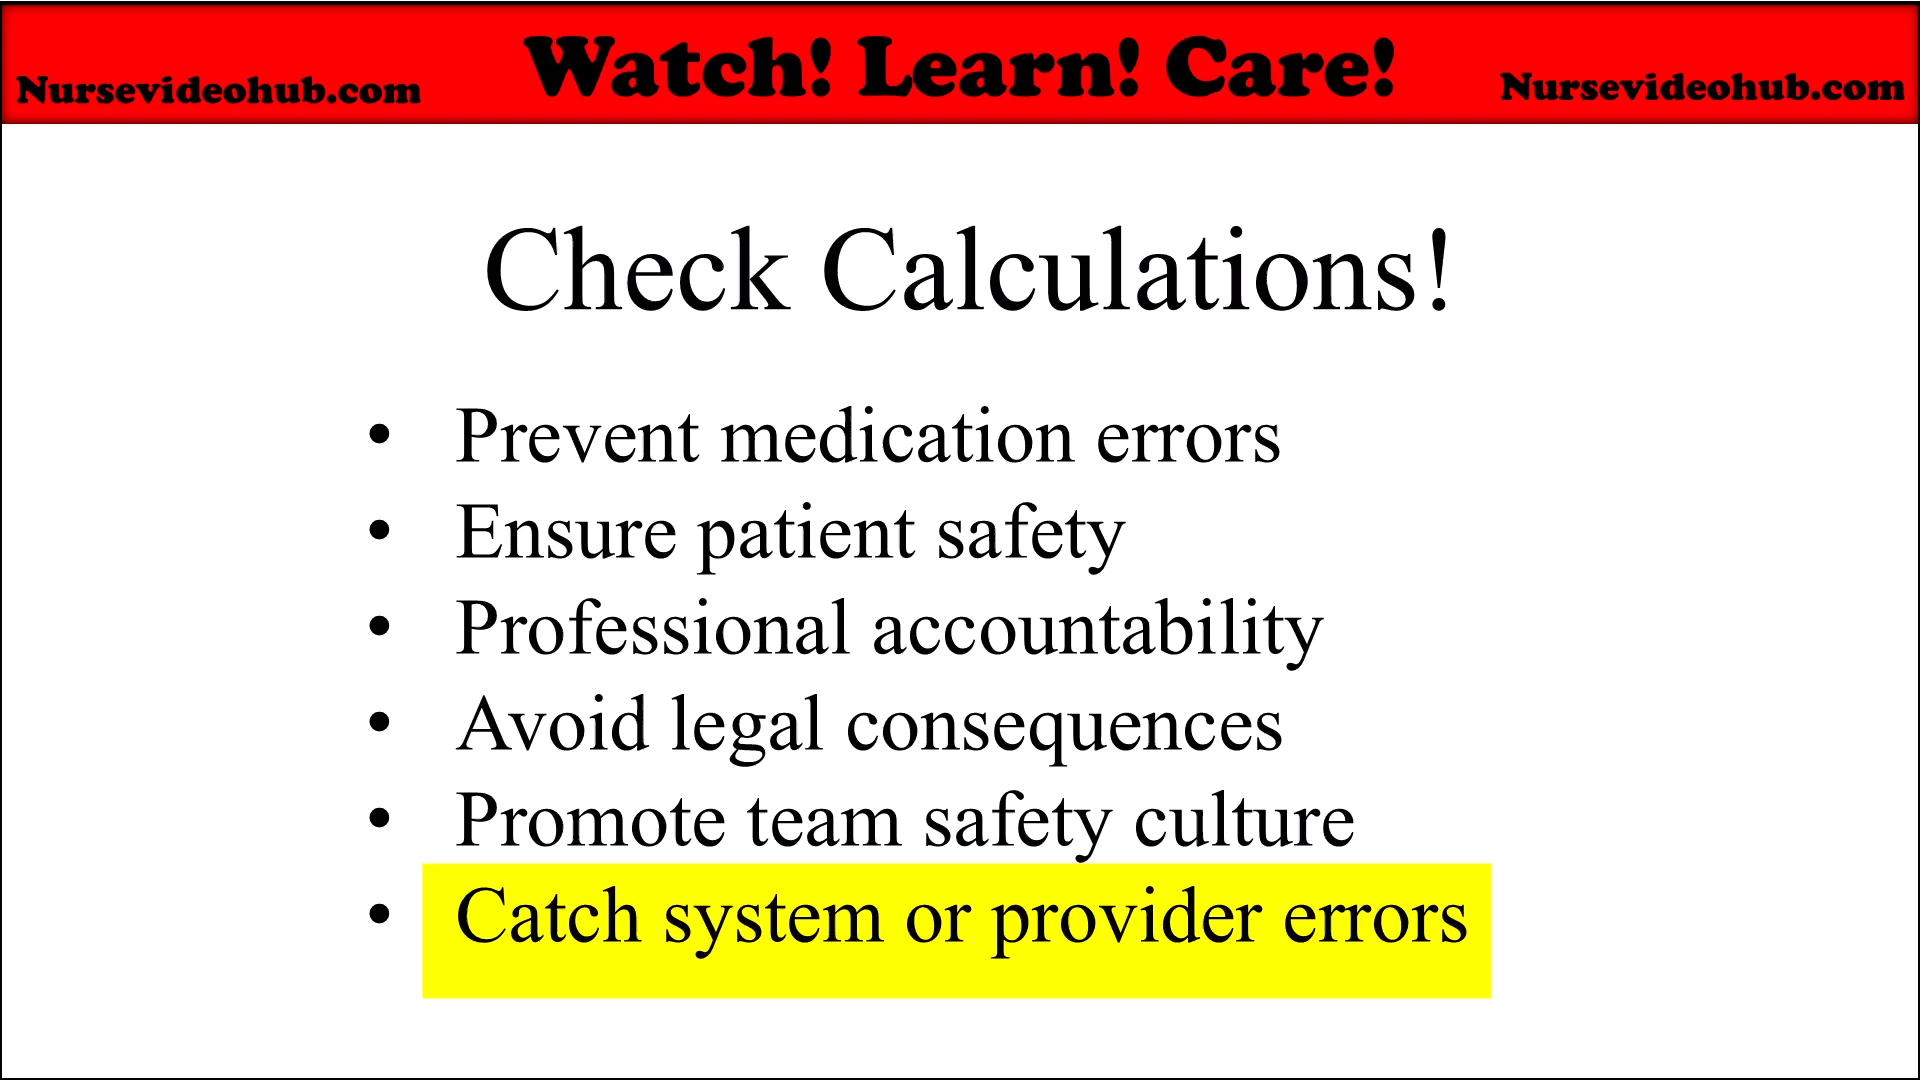 Nursevideohub.com
Watch! Learn! Care!
Nursevideohub.com
Check Calculations!
• Prevent medication errors
• Ensure patient safety
• Professional accountability
• Avoid legal consequences
• Promote team safety culture
• Catch system or provider errors